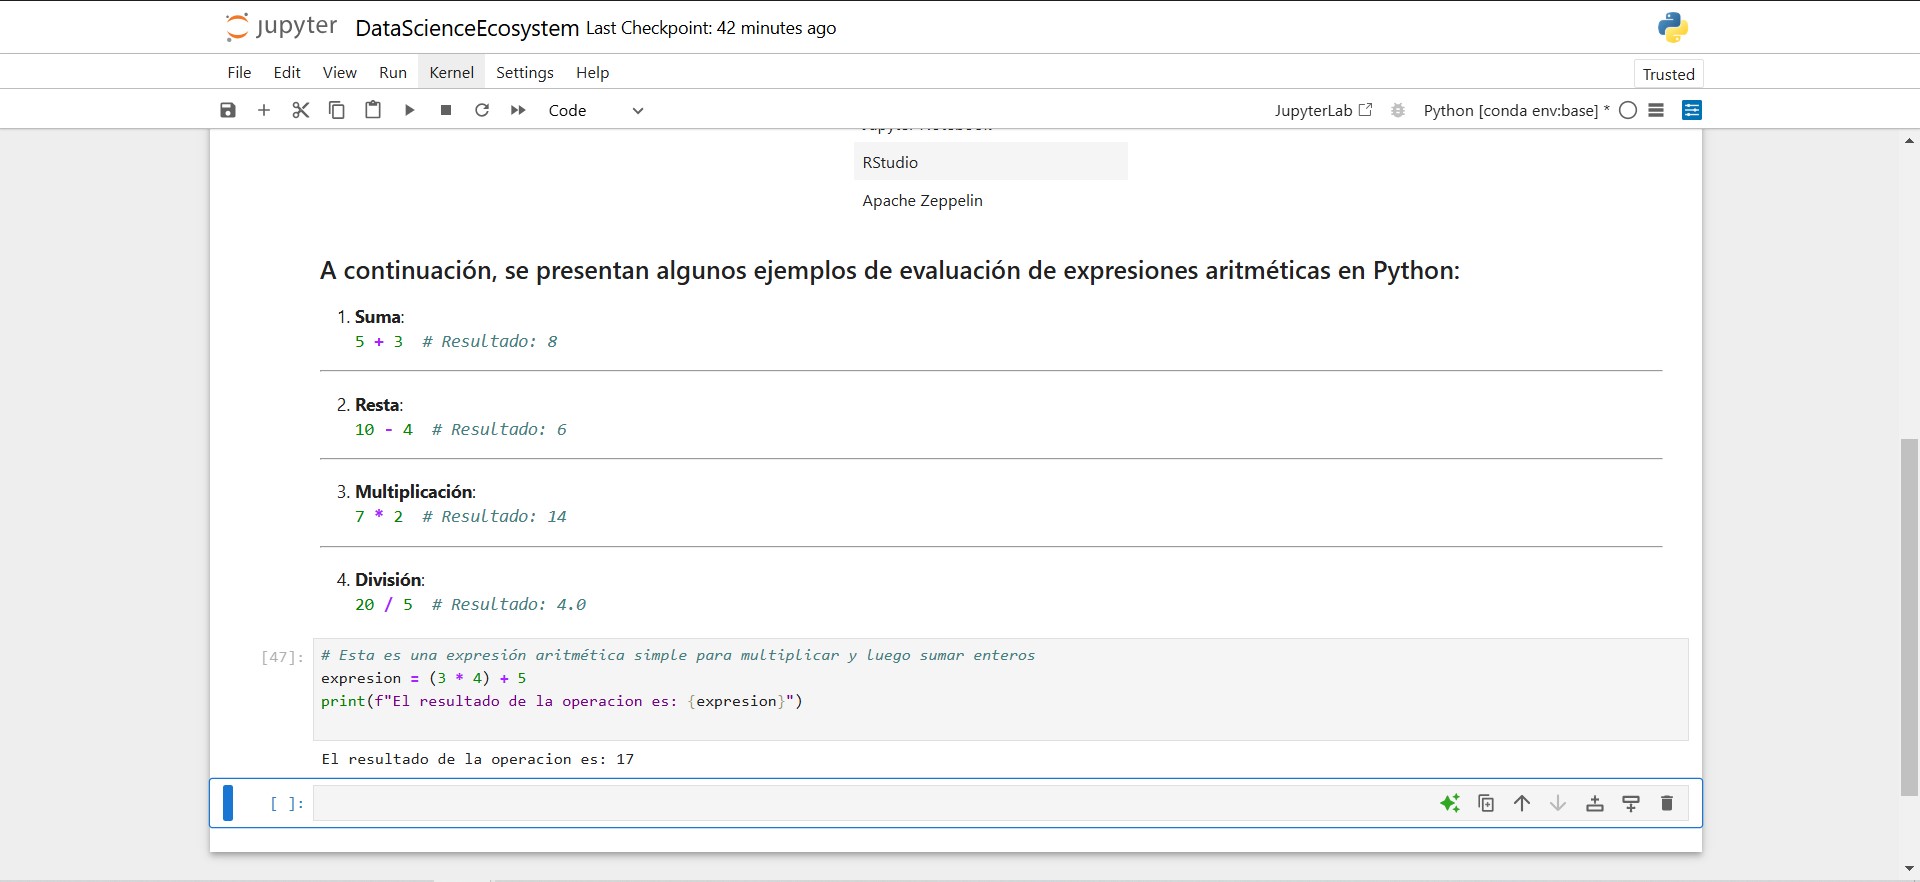 jupyter DataScienceEcosystem Last Checkpoint: 42 minutes ago
File Edit View Run Kernel Settings Help
Trusted
Code
JupyterLab Python [conda env:base] *
Jupyter Notebook
RStudio
Apache Zeppelin
A continuación, se presentan algunos ejemplos de evaluación de expresiones aritméticas en Python:
1. Suma:
5 + 3 # Resultado: 8
2. Resta:
10 - 4 # Resultado: 6
3. Multiplicación:
7 * 2 # Resultado: 14
4. División:
20 / 5 # Resultado: 4.0
[47]: # Esta es una expresión aritmética simple para multiplicar y luego sumar enteros
expresion = (3 * 4) + 5
print(f"El resultado de la operacion es: {expresion}")
El resultado de la operacion es: 17
[ ]: